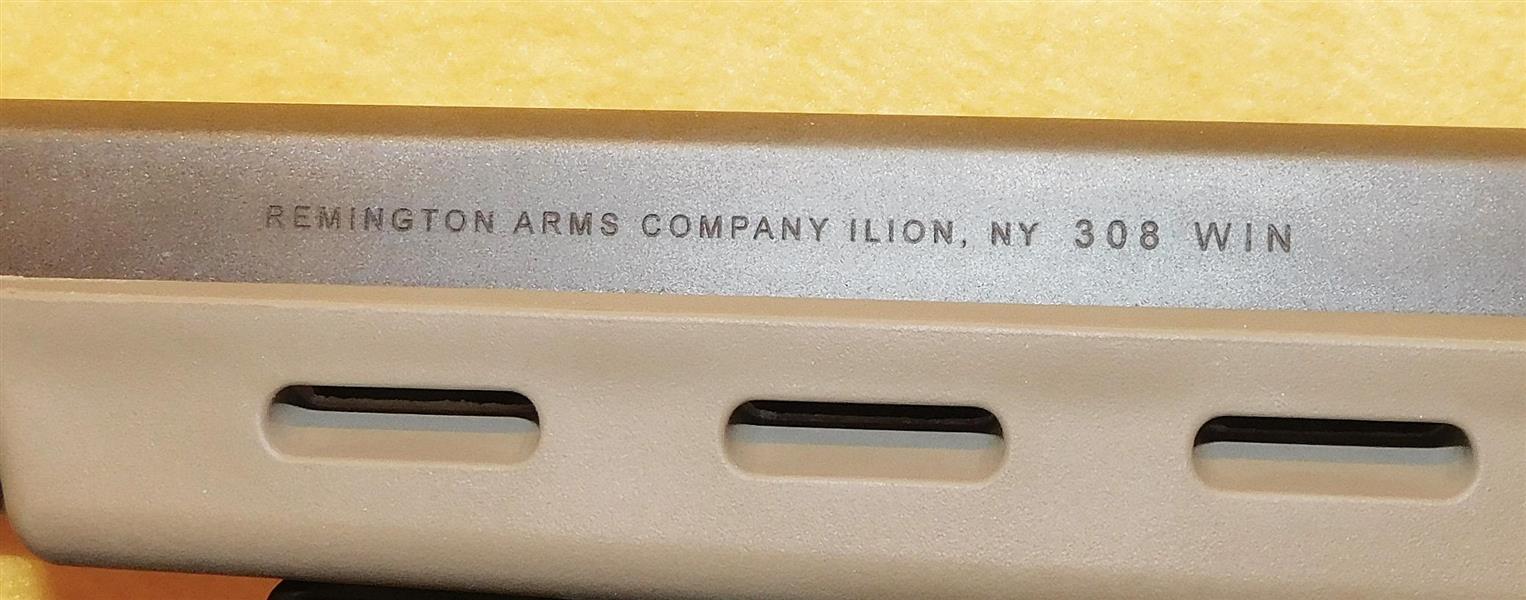 REMINGTON ARMS COMPANY ILION, NY 308 WIN